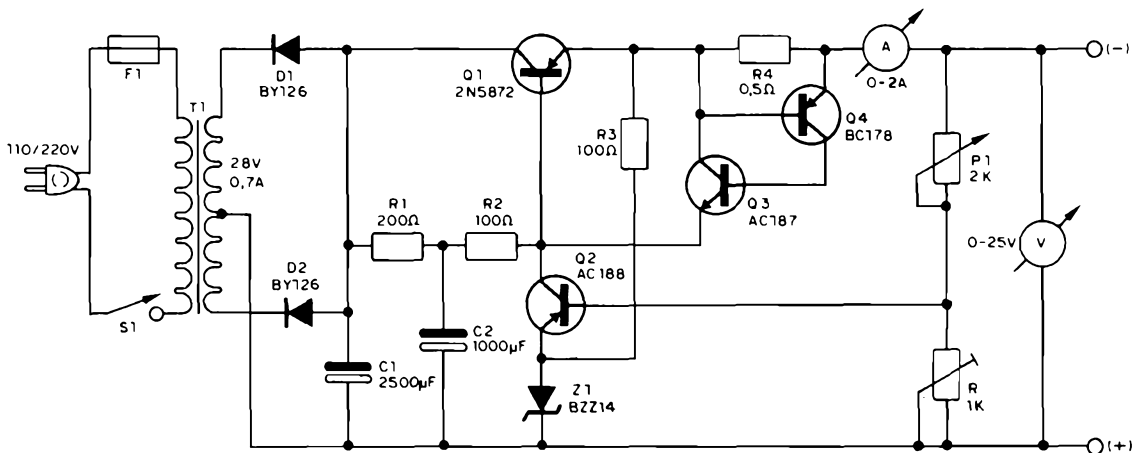 F1
110/220V
S1
T1
28V
0,7A
D1
BY126
D2
BY126
C1
2500µF
R1
200Ω
C2
1000µF
R2
100Ω
Q1
2N5872
Q2
AC188
Z1
BZZ14
R3
100Ω
R4
0,5Ω
Q3
AC187
Q4
BC178
A
0-2A
P1
2K
R
1K
0-25V
V
(-)
(+)